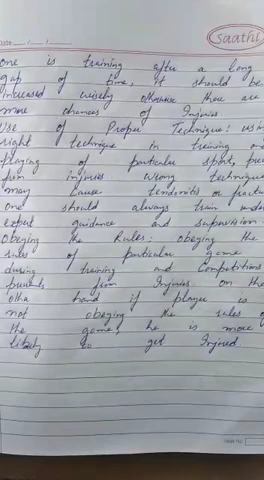 Saathi
Date ..../..../....
one is training after a long
gap of time, it should be
increased wisely otherwise there are
more chances of Injuries
Use of Proper Technique: using
right technique in training and
playing of particular sport, prev
from injuries wrong technique
may cause tendonitis or fractu
one should always train under
expert guidance and supervision.
Obeying the Rules: obeying the
rules of particular game
during training and Competitions
prevents from Injuries. On the
otha hand if player is
not obeying the rules of
the game, he is more
likely to get Injured.